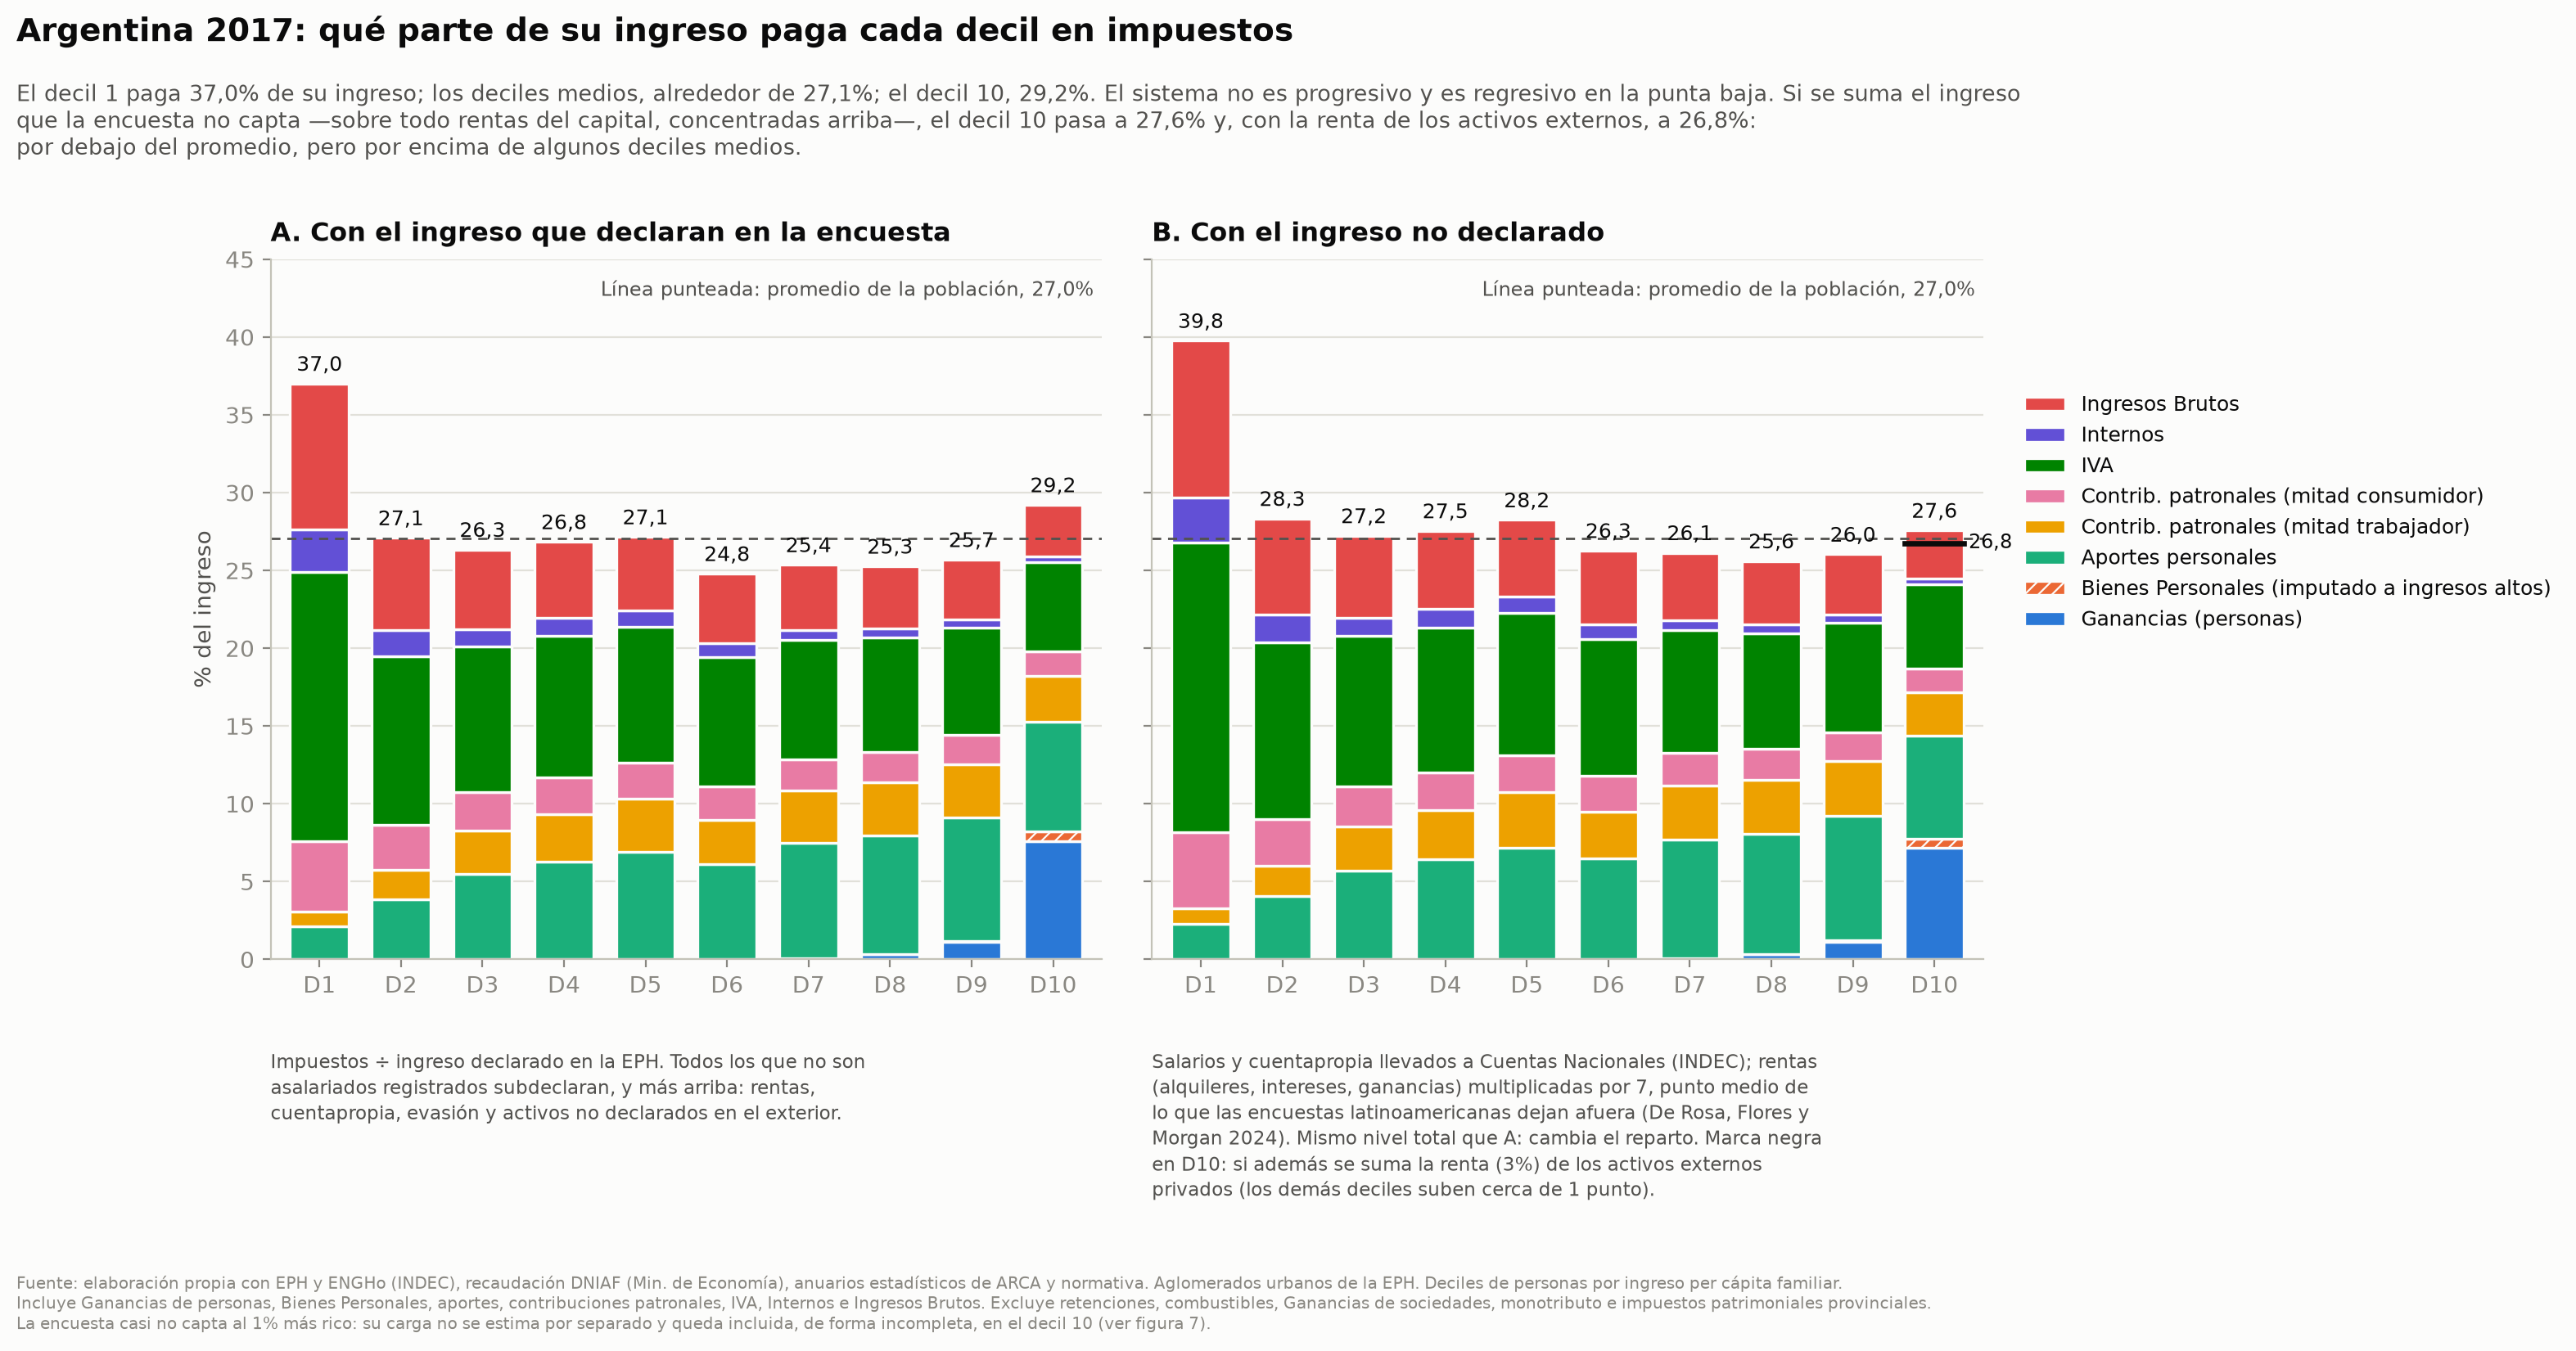 Argentina 2017: qué parte de su ingreso paga cada decil en impuestos
El decil 1 paga 37,0% de su ingreso; los deciles medios, alrededor de 27,1%; el decil 10, 29,2%. El sistema no es progresivo y es regresivo en la punta baja. Si se suma el ingreso
que la encuesta no capta —sobre todo rentas del capital, concentradas arriba—, el decil 10 pasa a 27,6% y, con la renta de los activos externos, a 26,8%:
por debajo del promedio, pero por encima de algunos deciles medios.
A. Con el ingreso que declaran en la encuesta
Línea punteada: promedio de la población, 27,0%
% del ingreso
45
40
35
30
25
20
15
10
5
0
37,0
27,1
26,3
26,8
27,1
24,8
25,4
25,3
25,7
29,2
D1 D2 D3 D4 D5 D6 D7 D8 D9 D10
Impuestos ÷ ingreso declarado en la EPH. Todos los que no son
asalariados registrados subdeclaran, y más arriba: rentas,
cuentapropia, evasión y activos no declarados en el exterior.
B. Con el ingreso no declarado
Línea punteada: promedio de la población, 27,0%
39,8
28,3
27,2
27,5
28,2
26,3
26,1
25,6
26,0
27,6
26,8
D1 D2 D3 D4 D5 D6 D7 D8 D9 D10
Salarios y cuentapropia llevados a Cuentas Nacionales (INDEC); rentas
(alquileres, intereses, ganancias) multiplicadas por 7, punto medio de
lo que las encuestas latinoamericanas dejan afuera (De Rosa, Flores y
Morgan 2024). Mismo nivel total que A: cambia el reparto. Marca negra
en D10: si además se suma la renta (3%) de los activos externos
privados (los demás deciles suben cerca de 1 punto).
Ingresos Brutos
Internos
IVA
Contrib. patronales (mitad consumidor)
Contrib. patronales (mitad trabajador)
Aportes personales
Bienes Personales (imputado a ingresos altos)
Ganancias (personas)
Fuente: elaboración propia con EPH y ENGHo (INDEC), recaudación DNIAF (Min. de Economía), anuarios estadísticos de ARCA y normativa. Aglomerados urbanos de la EPH. Deciles de personas por ingreso per cápita familiar.
Incluye Ganancias de personas, Bienes Personales, aportes, contribuciones patronales, IVA, Internos e Ingresos Brutos. Excluye retenciones, combustibles, Ganancias de sociedades, monotributo e impuestos patrimoniales provinciales.
La encuesta casi no capta al 1% más rico: su carga no se estima por separado y queda incluida, de forma incompleta, en el decil 10 (ver figura 7).